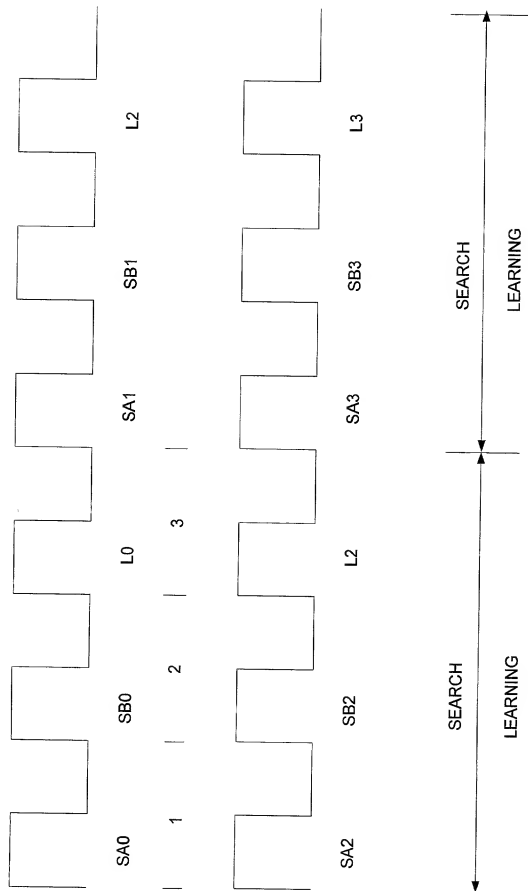 SA0 SB0 L0 SA1 SB1 L2
1 2 3
SA2 SB2 L2 SA3 SB3 L3
SEARCH SEARCH
LEARNING LEARNING